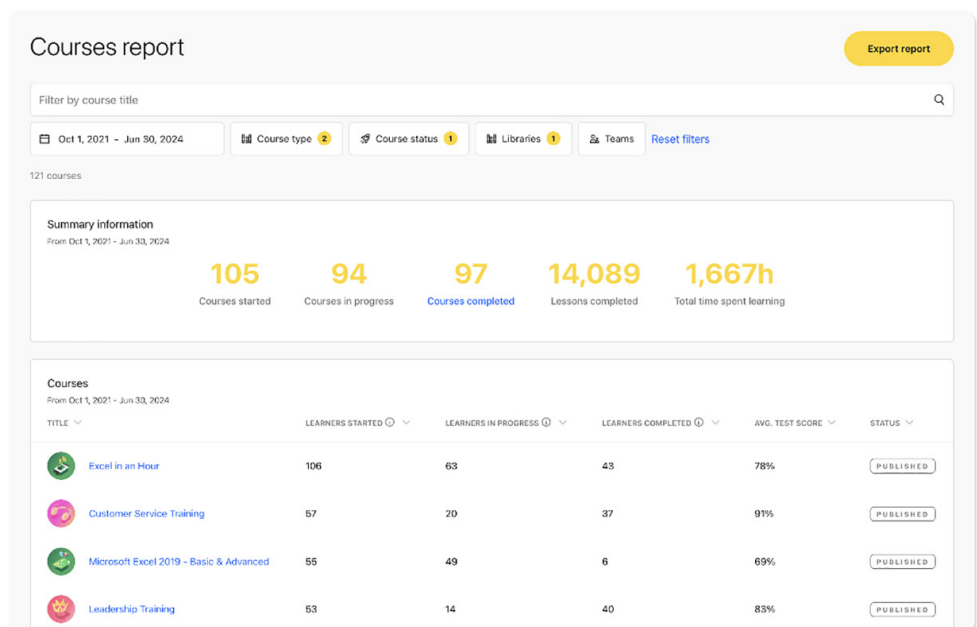 Courses report
Export report
Filter by course title
Oct 1, 2021 - Jun 30, 2024 Course type 2 Course status 1 Libraries 1 Teams Reset filters
121 courses
Summary information
From Oct 1, 2021 - Jun 30, 2024
105 94 97 14,089 1,667h
Courses started Courses in progress Courses completed Lessons completed Total time spent learning
Courses
From Oct 1, 2021 - Jun 30, 2024
TITLE LEARNERS STARTED LEARNERS IN PROGRESS LEARNERS COMPLETED AVG. TEST SCORE STATUS
Excel in an Hour 106 63 43 78% PUBLISHED
Customer Service Training 57 20 37 91% PUBLISHED
Microsoft Excel 2019 - Basic & Advanced 55 49 6 69% PUBLISHED
Leadership Training 53 14 40 83% PUBLISHED